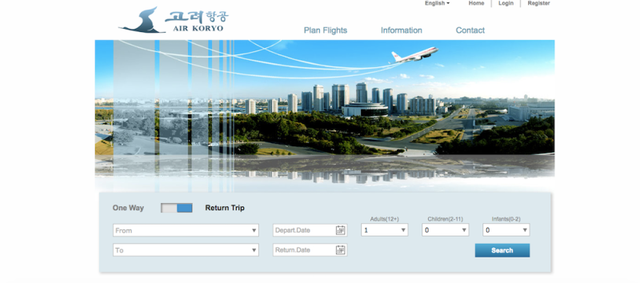 English Home Login Register
고려항공
AIR KORYO
Plan Flights Information Contact
One Way Return Trip
Adults(12+) Children(2-11) Infants(0-2)
From Depart.Date 1 0 0
To Return.Date Search